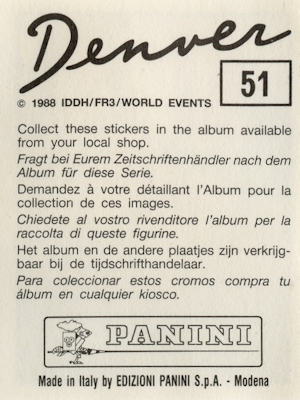 Denver
51
© 1988 IDDH/FR3/WORLD EVENTS
Collect these stickers in the album available
from your local shop.
Fragt bei Eurem Zeitschriftenhändler nach dem
Album für diese Serie.
Demandez à votre détaillant l'Album pour la
collection de ces images.
Chiedete al vostro rivenditore l'album per la
raccolta di queste figurine.
Het album en de andere plaatjes zijn verkrijg-
baar bij de tijdschrifthandelaar.
Para coleccionar estos cromos compra tu
álbum en cualquier kiosco.
PANINI
Made in Italy by EDIZIONI PANINI S.p.A. - Modena